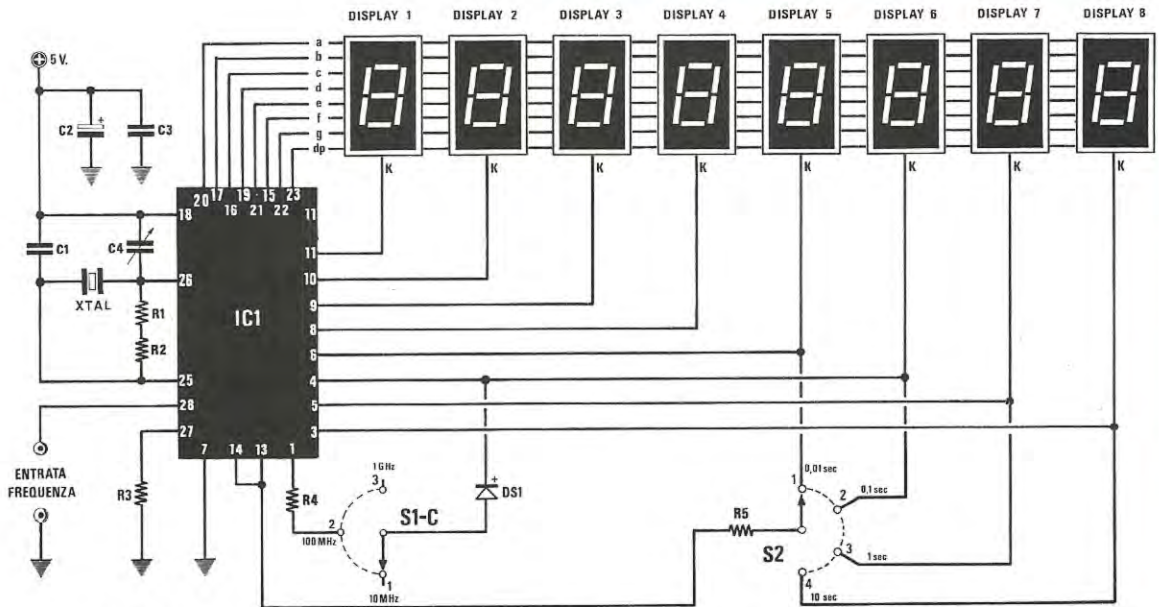 DISPLAY 1 DISPLAY 2 DISPLAY 3 DISPLAY 4 DISPLAY 5 DISPLAY 6 DISPLAY 7 DISPLAY 8
5 V.
a
b
c
d
e
f
g
dp
C2 + C3
K K K K K K K K
20 17 16 19 21 15 22 23
18 11
C1 C4
11
26 10
XTAL
R1 9
IC1
R2 8
6
25 4
28 5
27 3
7 14 13 1
ENTRATA
FREQUENZA
R3
R4
1 GHz
3
S1-C
2
100 MHz
1
10 MHz
+
DS1
R5
S2
1 0,01 sec
2 0,1 sec
3 1 sec
4 10 sec